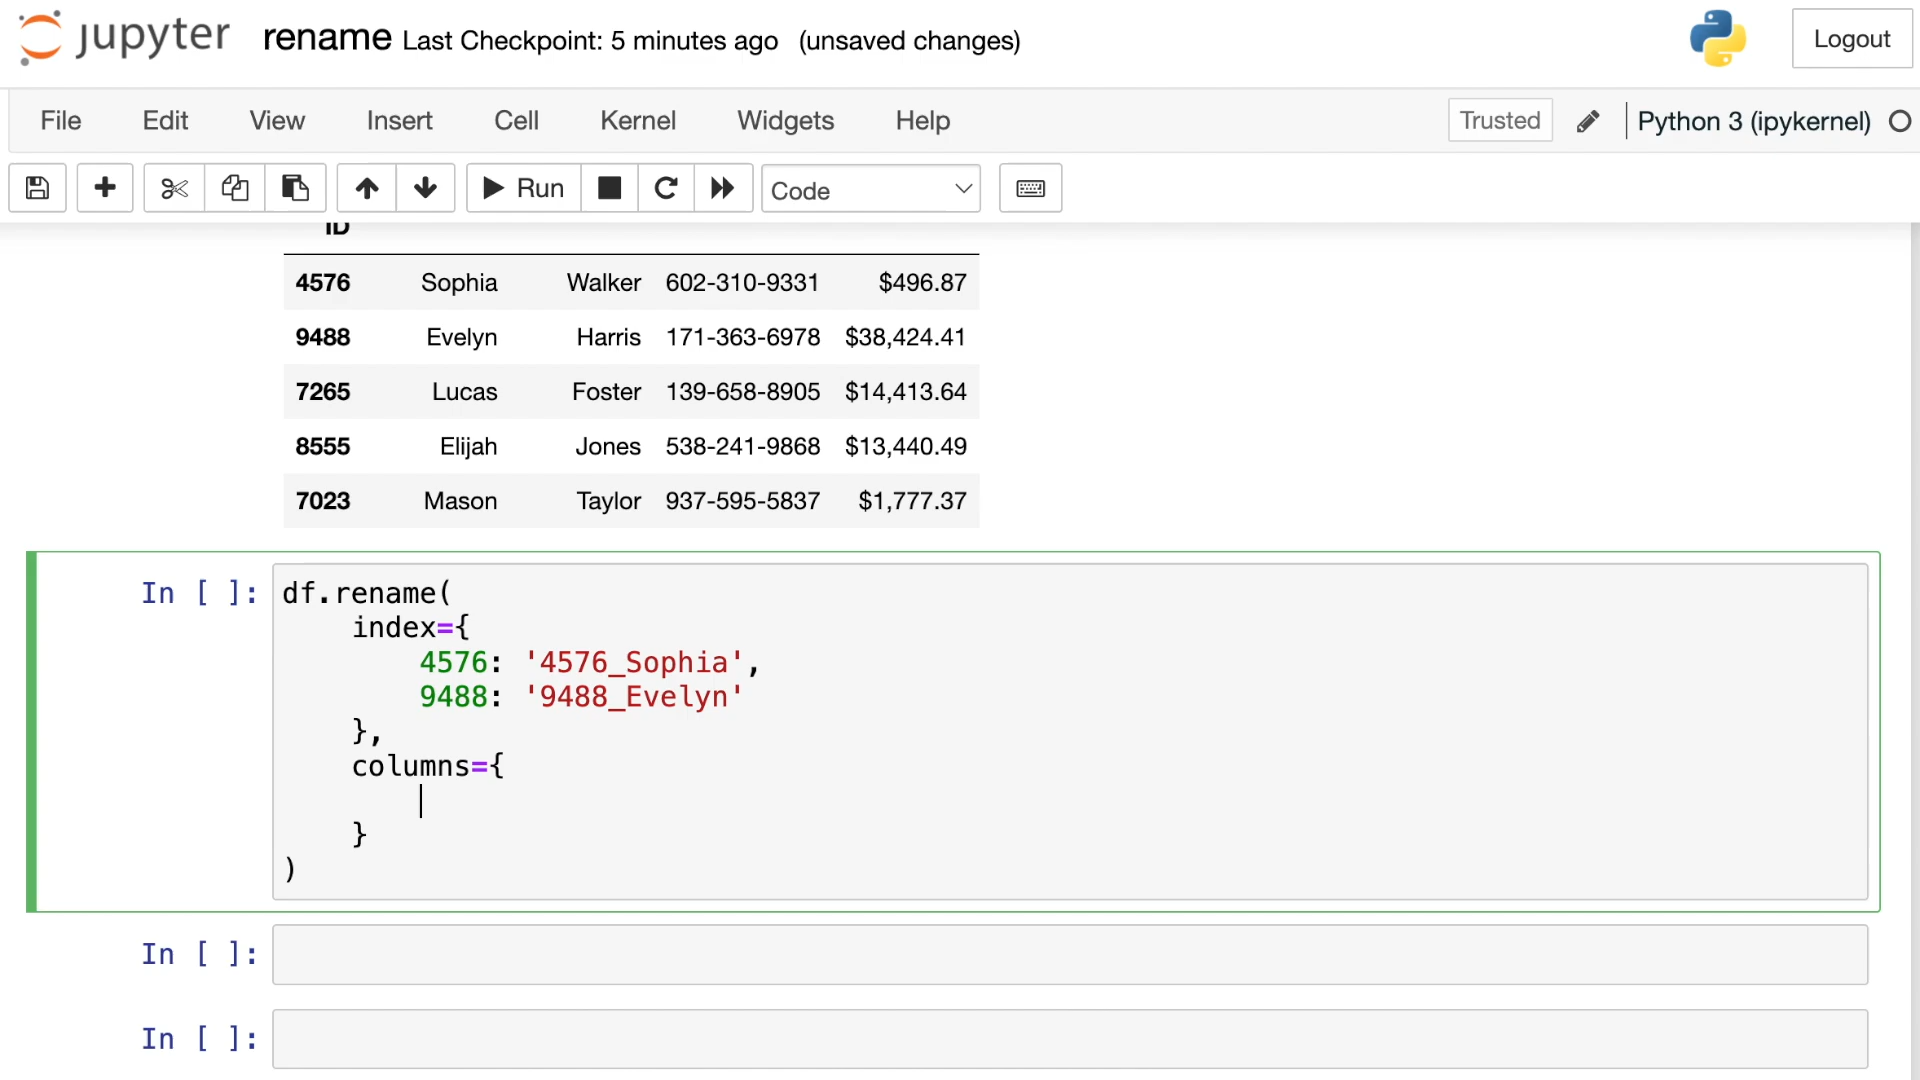 jupyter rename Last Checkpoint: 5 minutes ago (unsaved changes) Logout
File Edit View Insert Cell Kernel Widgets Help Trusted Python 3 (ipykernel)
Run Code
ID
4576 Sophia Walker 602-310-9331 $496.87
9488 Evelyn Harris 171-363-6978 $38,424.41
7265 Lucas Foster 139-658-8905 $14,413.64
8555 Elijah Jones 538-241-9868 $13,440.49
7023 Mason Taylor 937-595-5837 $1,777.37
In [ ]: df.rename(
index={
4576: '4576_Sophia',
9488: '9488_Evelyn'
},
columns={
}
)
In [ ]:
In [ ]: